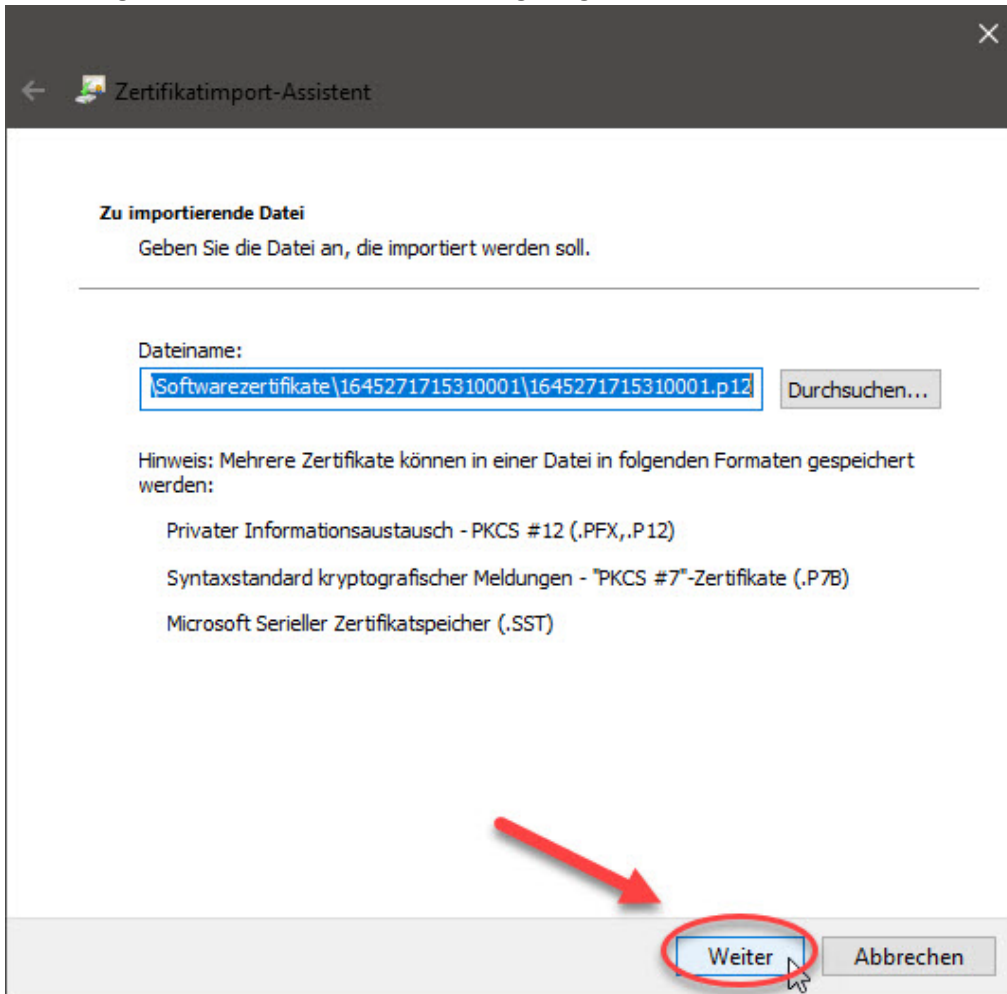 Zertifikatimport-Assistent
Zu importierende Datei
Geben Sie die Datei an, die importiert werden soll.
Dateiname:
\Softwarezertifikate\1645271715310001\1645271715310001.p12
Durchsuchen...
Hinweis: Mehrere Zertifikate können in einer Datei in folgenden Formaten gespeichert
werden:
Privater Informationsaustausch - PKCS #12 (.PFX,.P12)
Syntaxstandard kryptografischer Meldungen - "PKCS #7"-Zertifikate (.P7B)
Microsoft Serieller Zertifikatspeicher (.SST)
Weiter
Abbrechen